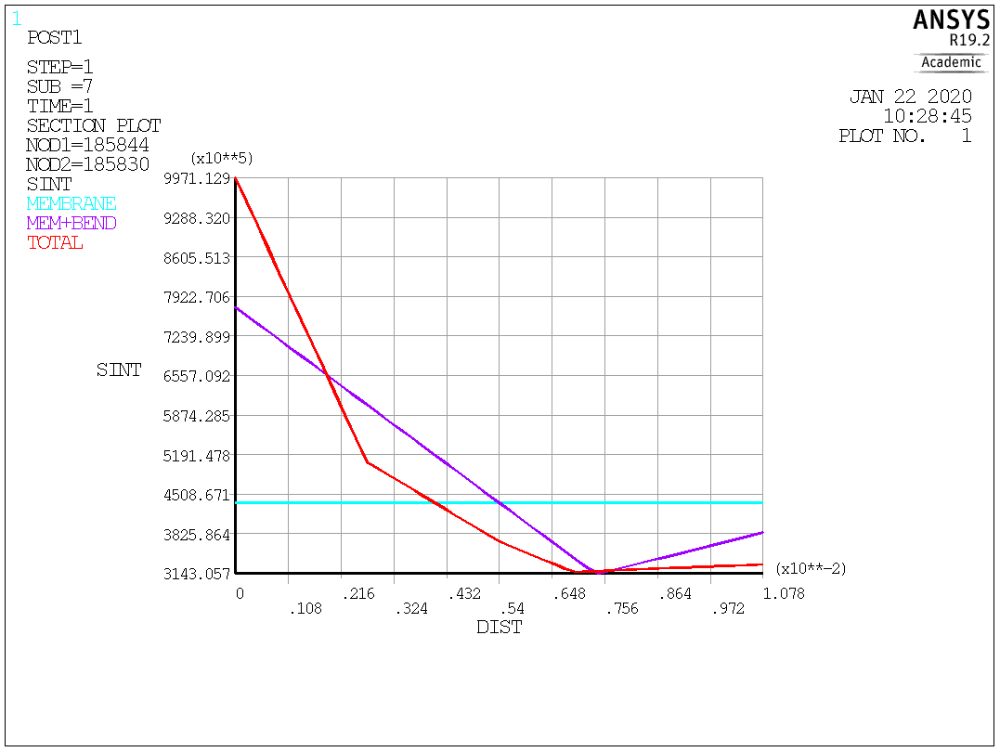 1
POST1
STEP=1
SUB =7
TIME=1
SECTION PLOT
NOD1=185844
NOD2=185830
SINT
MEMBRANE
MEM+BEND
TOTAL
ANSYS
R19.2
Academic
JAN 22 2020
10:28:45
PLOT NO. 1
(x10**5)
9971.129
9288.320
8605.513
7922.706
7239.899
6557.092
5874.285
5191.478
4508.671
3825.864
3143.057
SINT
(x10**-2)
0 .216 .432 .648 .864 1.078
.108 .324 .54 .756 .972
DIST